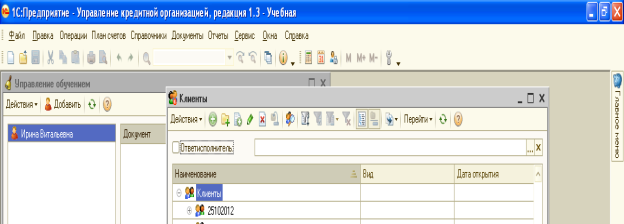 1С:Предприятие - Управление кредитной организацией, редакция 1.3 - Учебная
Файл Правка Операции План счетов Справочники Документы Отчеты Сервис Окна Справка
M M+ M-
Управление обучением
Действия Добавить
Ирина Витальевна Документ
Клиенты
Действия Перейти
Ответисполнитель:
Наименование Вид Дата открытия
Клиенты
25102012
Главное меню